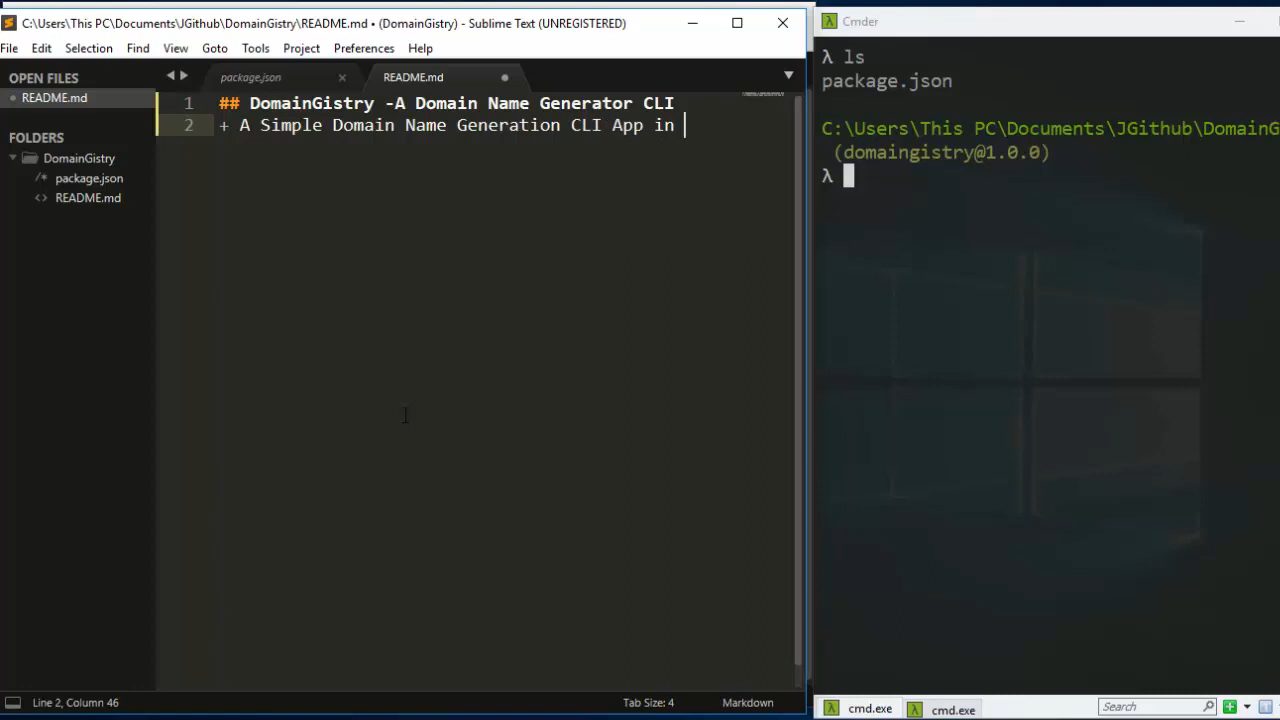 C:\Users\This PC\Documents\JGithub\DomainGistry\README.md • (DomainGistry) - Sublime Text (UNREGISTERED)
File Edit Selection View Find Goto Tools Project Preferences Help
OPEN FILES
README.md
FOLDERS
DomainGistry
/* package.json
<> README.md
package.json
README.md
1 ## DomainGistry -A Domain Name Generator CLI
2 + A Simple Domain Name Generation CLI App in
Line 2, Column 46
Tab Size: 4
Markdown
λ Cmder
λ ls
package.json
C:\Users\This PC\Documents\JGithub\DomainG
(domaingistry@1.0.0)
λ
λ cmd.exe
λ cmd.exe
Search